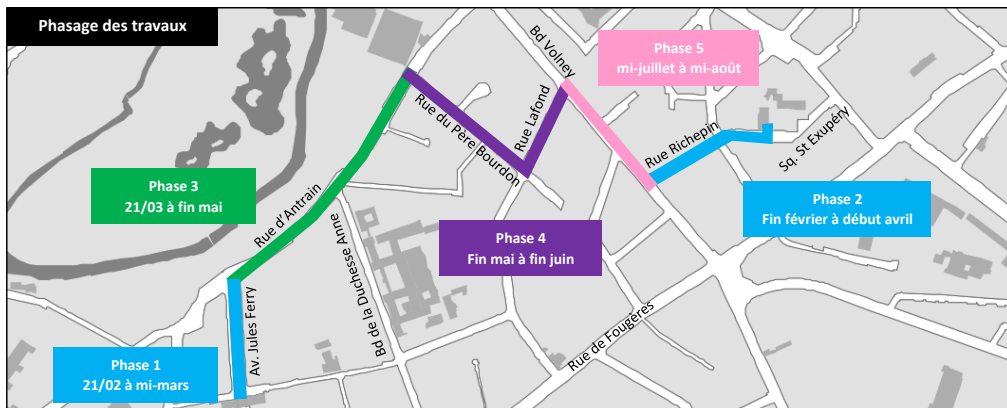 Phasage des travaux
Bd Volney
Phase 5
mi-juillet à mi-août
Rue du Père Bourdon
Rue Lafond
Rue Richepin
Sq. St Exupéry
Phase 3
21/03 à fin mai
Rue d'Antrain
Phase 2
Fin février à début avril
Phase 4
Fin mai à fin juin
Bd de la Duchesse Anne
Av. Jules Ferry
Rue de Fougères
Phase 1
21/02 à mi-mars